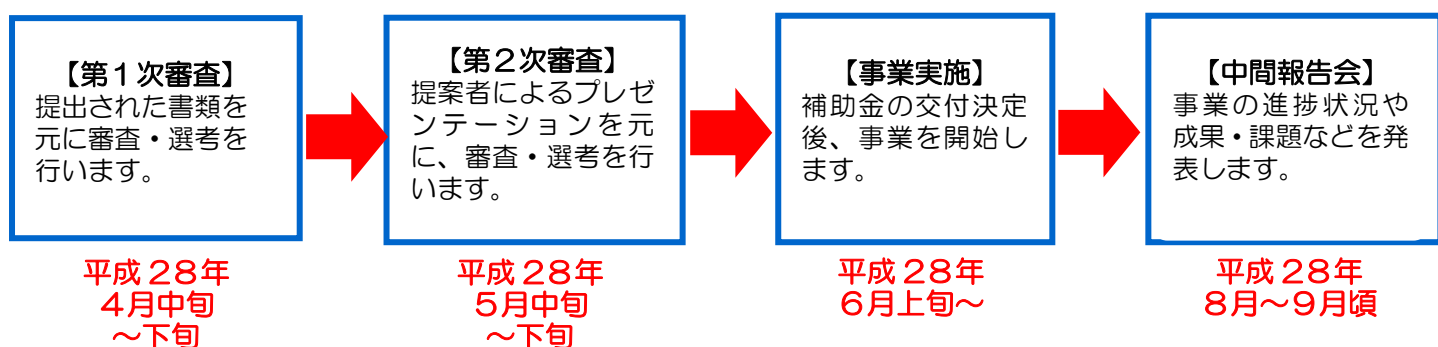 【第１次審査】
提出された書類を
元に審査・選考を
行います。
平成２８年
４月中旬
～下旬
【第２次審査】
提案者によるプレゼ
ンテーションを元
に、審査・選考を行
います。
平成２８年
５月中旬
～下旬
【事業実施】
補助金の交付決定
後、事業を開始し
ます。
平成２８年
６月上旬～
【中間報告会】
事業の進捗状況や
成果・課題などを発
表します。
平成２８年
８月～９月頃